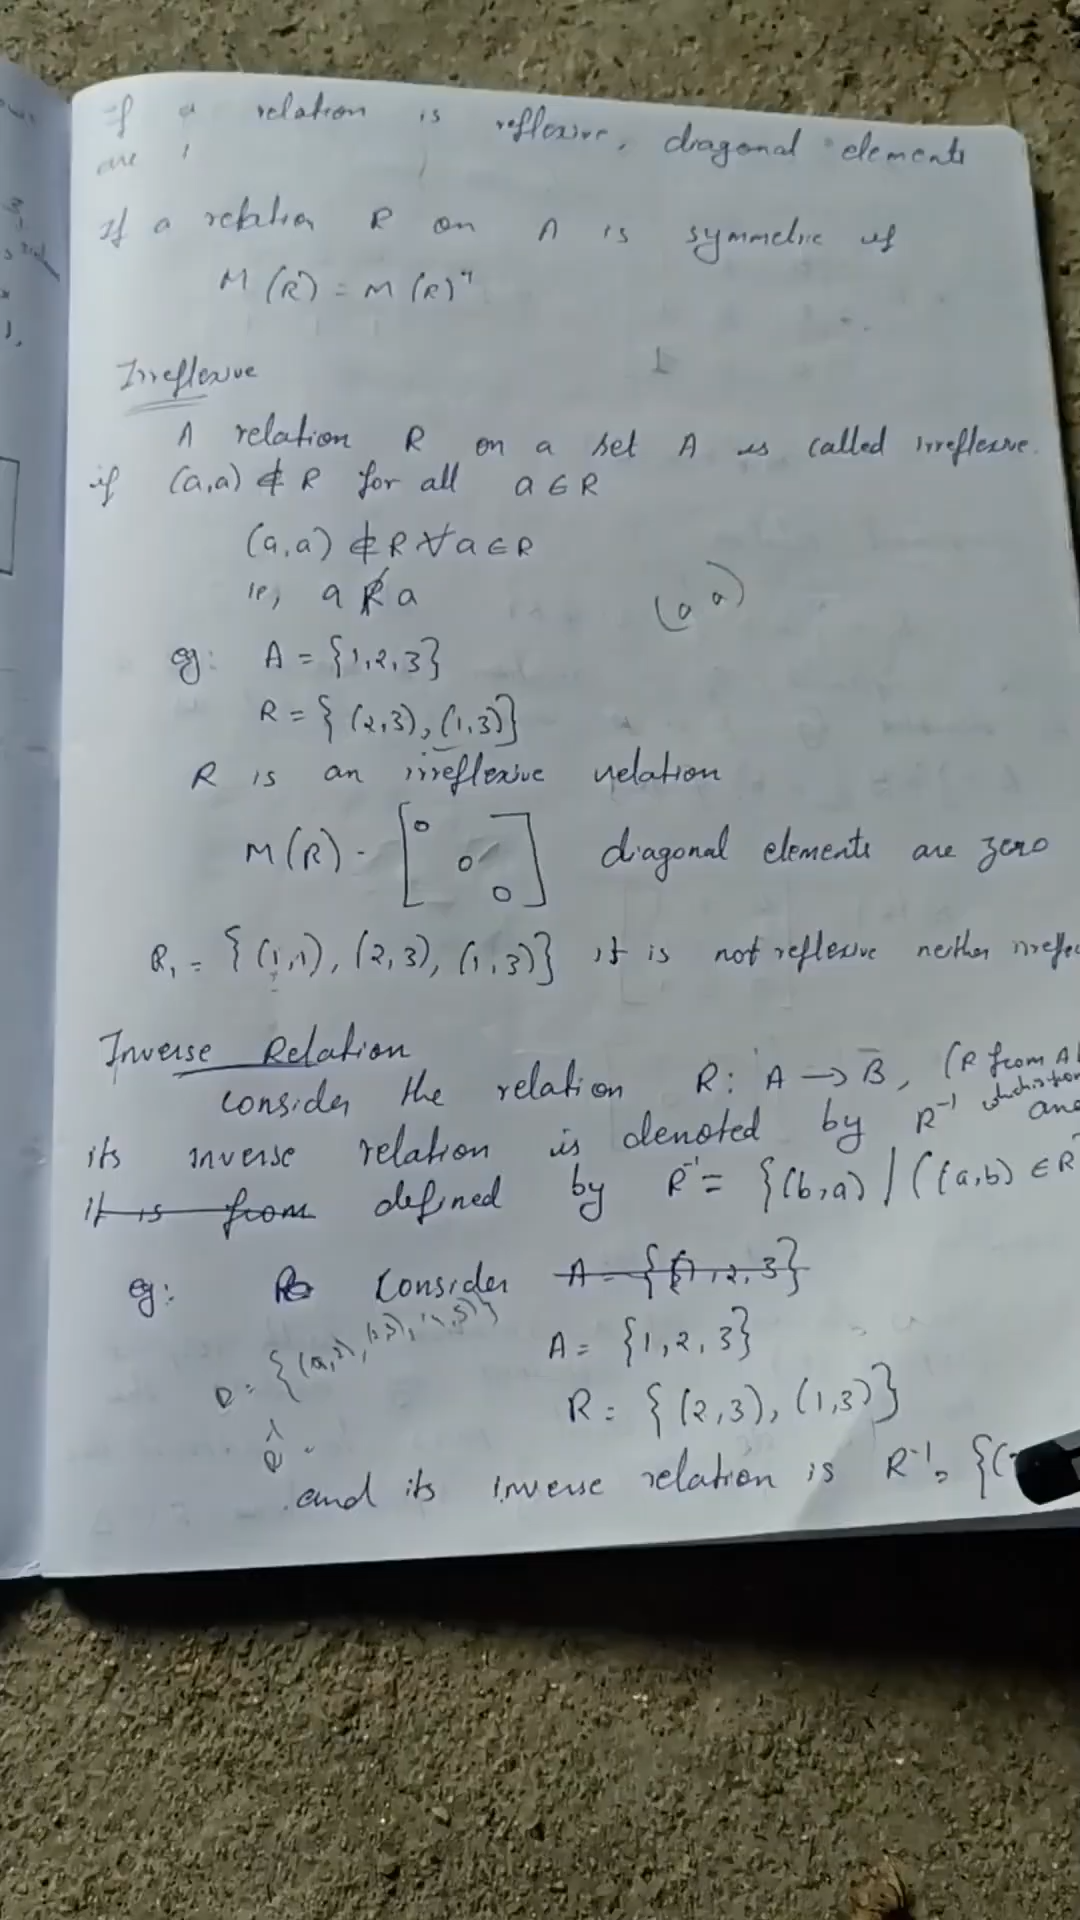 If a relation is reflexive, diagonal elements
are 1
If a relation R on A is symmetric if
M(R) = M(R)ᵀ
Irreflexive
A relation R on a set A is called irreflexive.
if (a,a) ∉ R for all a ∈ R
(a,a) ∉ R ∀ a ∈ R
ie, a R̸ a
(a a)
eg: A = {1,2,3}
R = { (2,3), (1,3)}
R is an irreflexive relation
M(R) - [0 0 0] diagonal elements are zero
R₁ = { (1,1), (2,3), (1,3)} it is not reflexive neither irrefle
Inverse Relation
consider the relation R: A → B, (R from A
its inverse relation is denoted by R⁻¹ and
it is from defined by R⁻¹ = {(b,a) / ((a,b) ∈ R
eg: Consider A = {1,2,3}
A = {1,2,3}
R = { (2,3), (1,3)}
and its inverse relation is R⁻¹ = {(